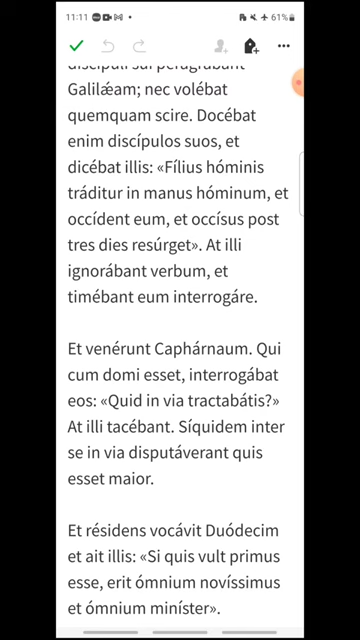 11:11
61%
discípuli sui peragrábant
Galilǽam; nec volébat
quemquam scire. Docébat
enim discípulos suos, et
dicébat illis: «Fílius hóminis
tráditur in manus hóminum, et
occídent eum, et occísus post
tres dies resúrget». At illi
ignorábant verbum, et
timébant eum interrogáre.
Et venérunt Caphárnaum. Qui
cum domi esset, interrogábat
eos: «Quid in via tractabátis?»
At illi tacébant. Síquidem inter
se in via disputáverant quis
esset maior.
Et résidens vocávit Duódecim
et ait illis: «Si quis vult primus
esse, erit ómnium novíssimus
et ómnium miníster».